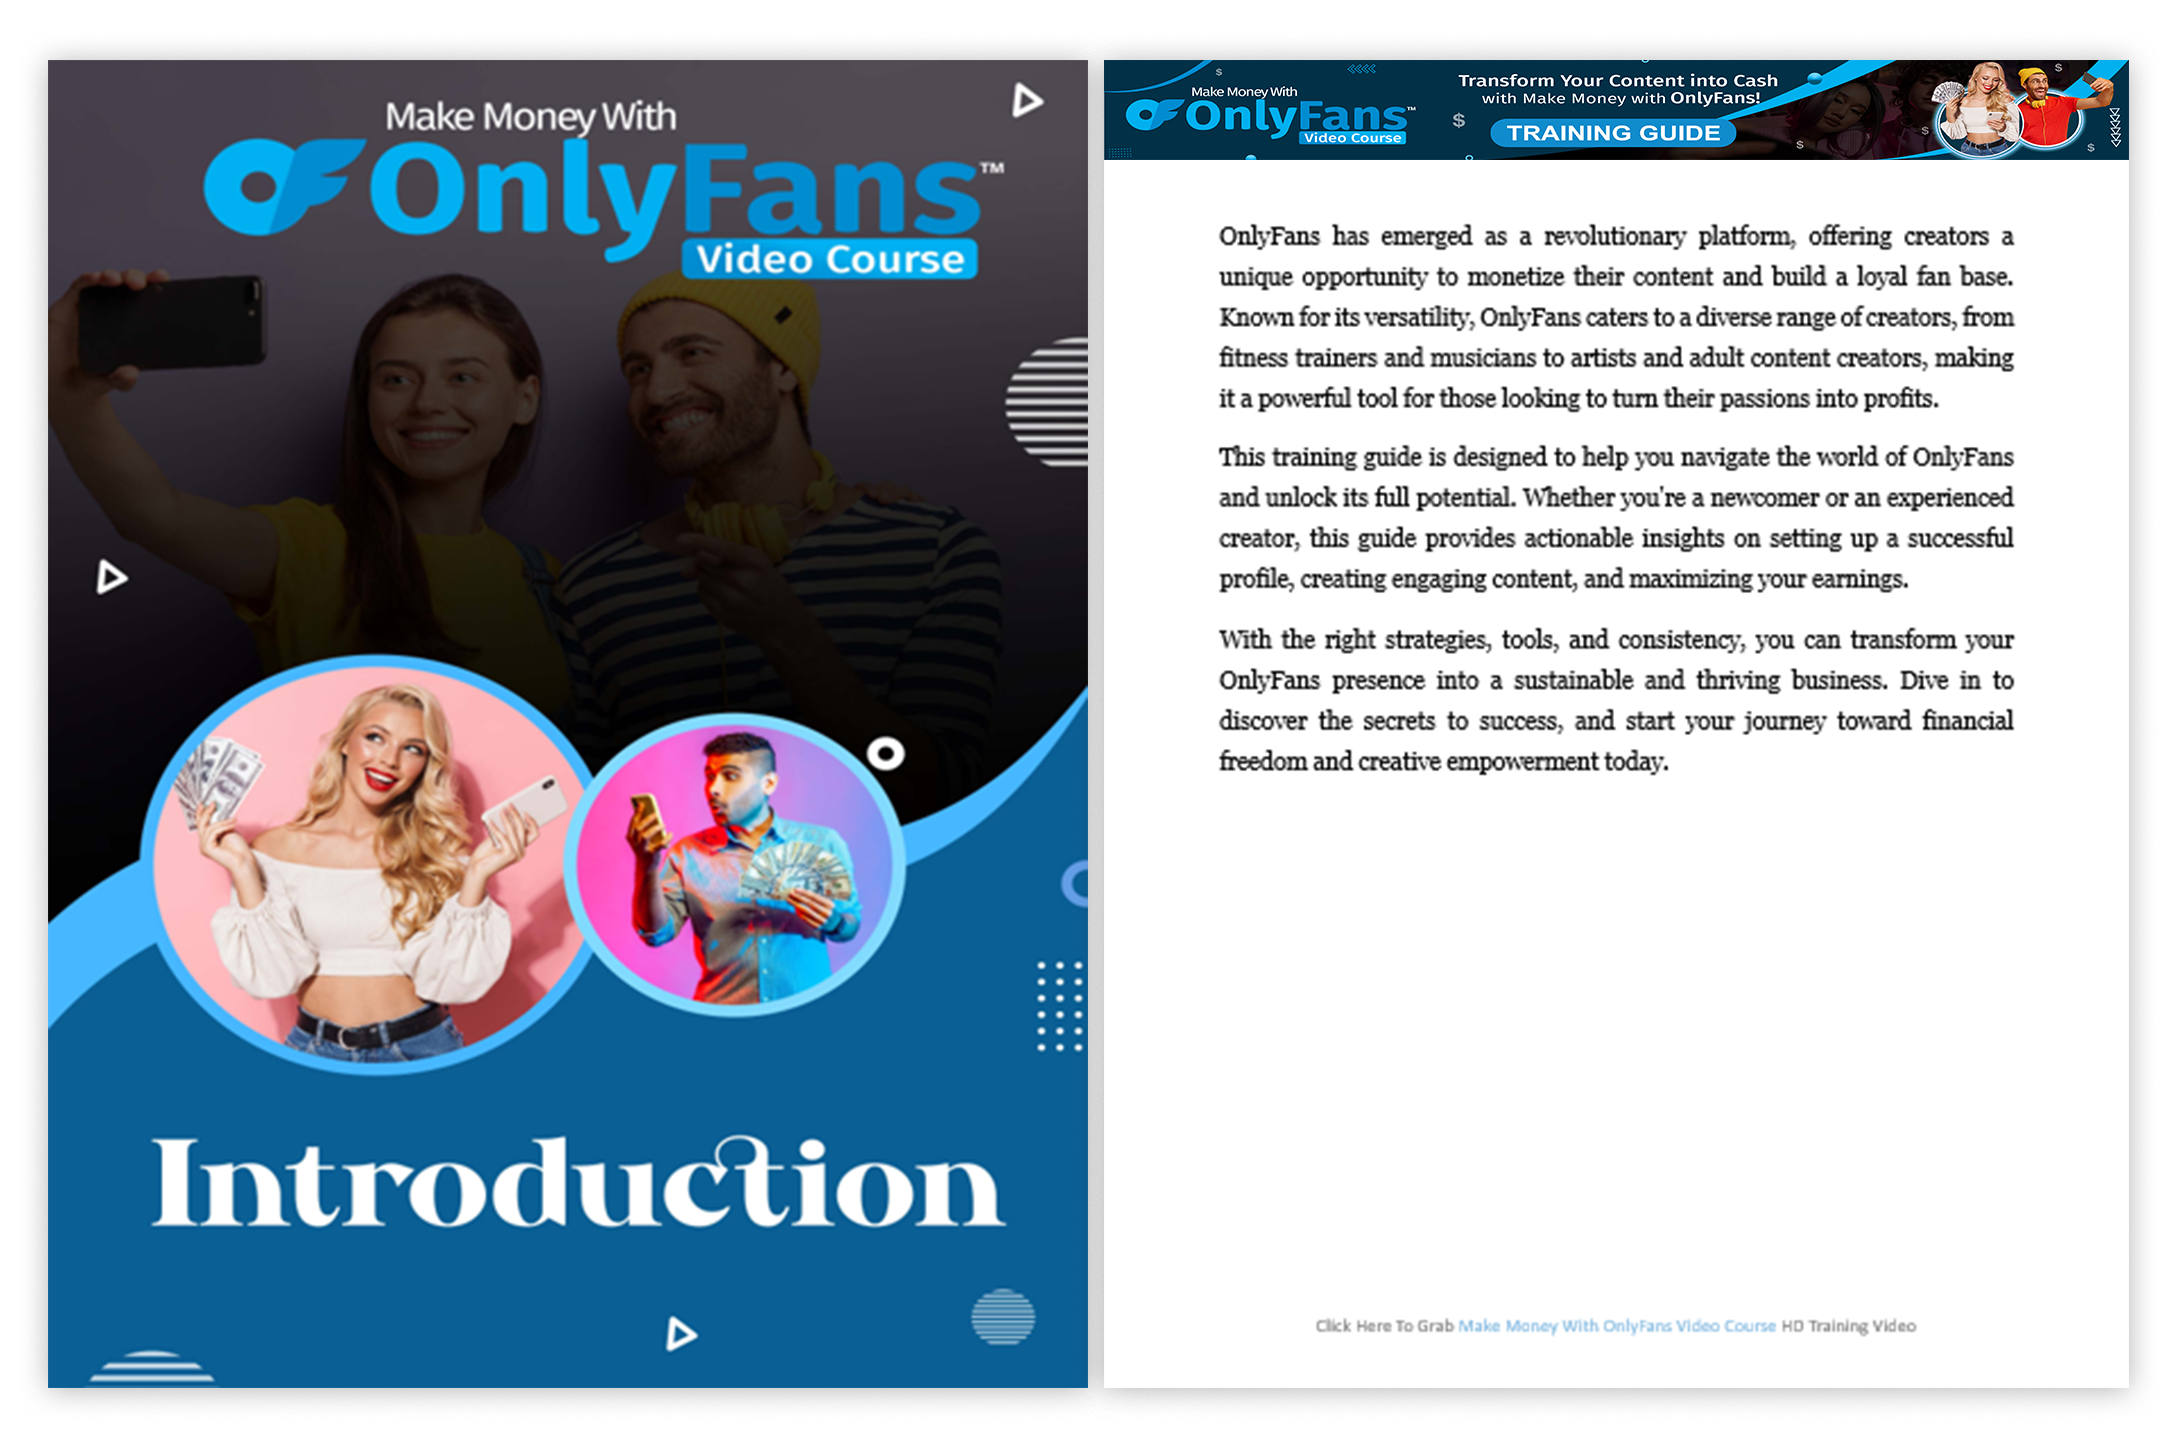 Make Money With
OnlyFans™
Video Course
Introduction
Make Money With
OnlyFans™
Video Course
Transform Your Content into Cash
with Make Money with OnlyFans!
TRAINING GUIDE
OnlyFans has emerged as a revolutionary platform, offering creators a
unique opportunity to monetize their content and build a loyal fan base.
Known for its versatility, OnlyFans caters to a diverse range of creators, from
fitness trainers and musicians to artists and adult content creators, making
it a powerful tool for those looking to turn their passions into profits.
This training guide is designed to help you navigate the world of OnlyFans
and unlock its full potential. Whether you're a newcomer or an experienced
creator, this guide provides actionable insights on setting up a successful
profile, creating engaging content, and maximizing your earnings.
With the right strategies, tools, and consistency, you can transform your
OnlyFans presence into a sustainable and thriving business. Dive in to
discover the secrets to success, and start your journey toward financial
freedom and creative empowerment today.
Click Here To Grab Make Money With OnlyFans Video Course HD Training Video